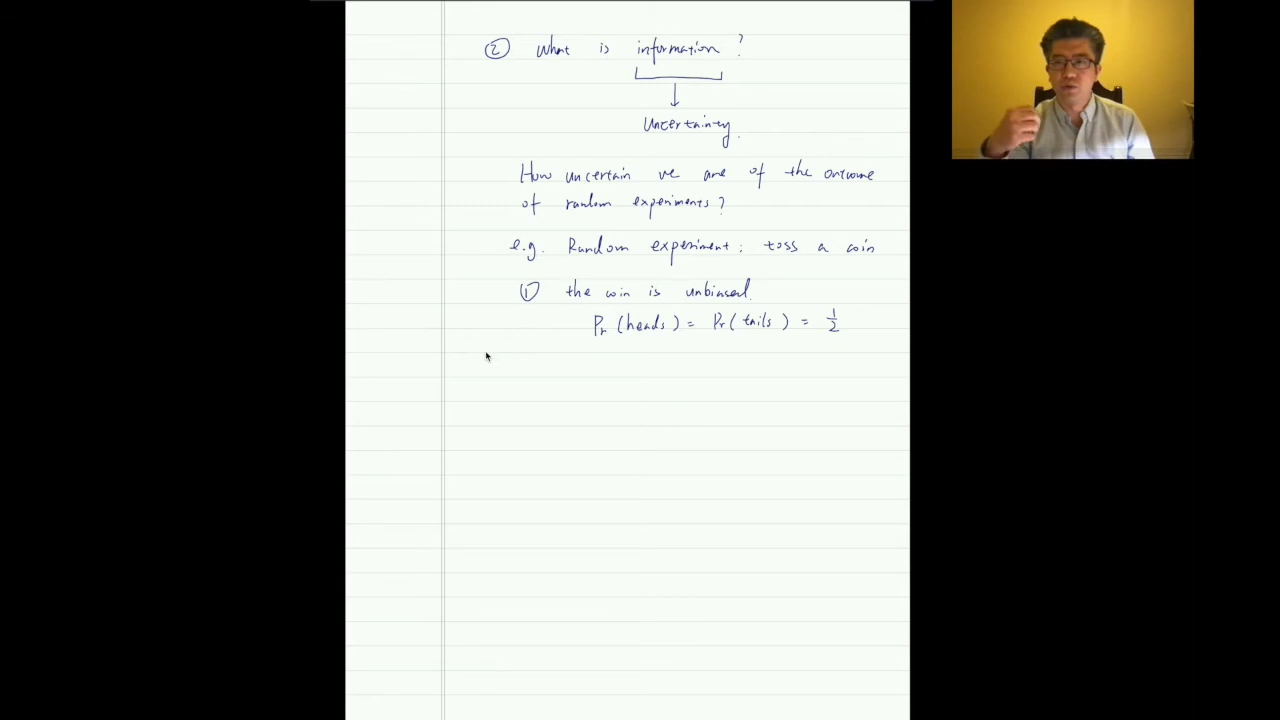 ② What is information?
Uncertainty.
How uncertain we are of the outcome
of random experiments?
e.g. Random experiment: toss a coin
① the coin is unbiased.
Pr (heads) = Pr (tails) = 1/2